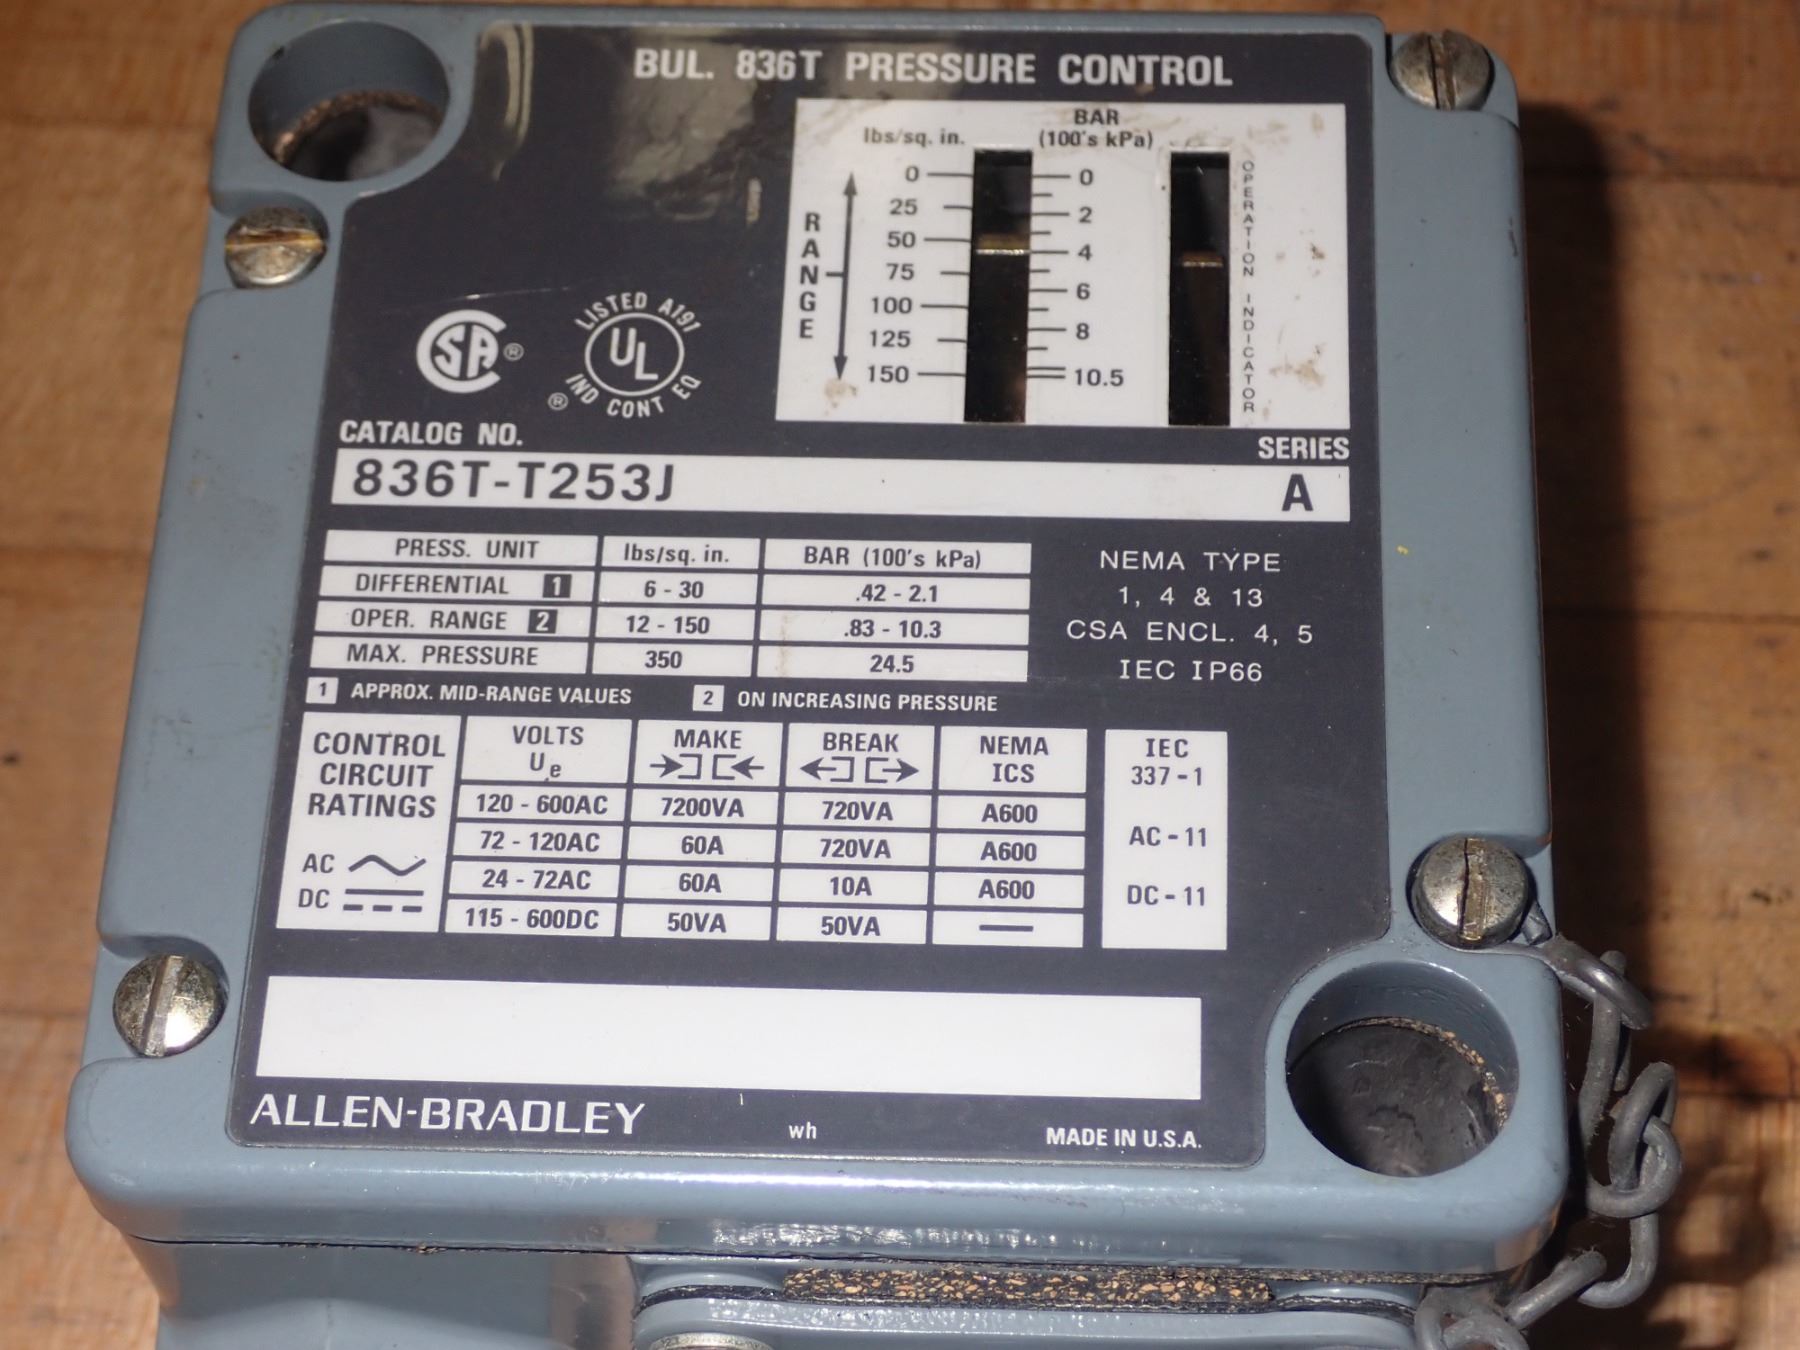 BUL. 836T PRESSURE CONTROL
lbs/sq. in.
BAR
(100's kPa)
RANGE
0
25
50
75
100
125
150
0
2
4
6
8
10.5
OPERATION INDICATOR
SA ®
LISTED A191
UL
®
IND CONT EQ
CATALOG NO.
SERIES
836T-T253J A
PRESS. UNIT lbs/sq. in. BAR (100's kPa)
DIFFERENTIAL 1 6 - 30 .42 - 2.1
OPER. RANGE 2 12 - 150 .83 - 10.3
MAX. PRESSURE 350 24.5
NEMA TYPE
1, 4 & 13
CSA ENCL. 4, 5
IEC IP66
1 APPROX. MID-RANGE VALUES 2 ON INCREASING PRESSURE
CONTROL
CIRCUIT
RATINGS
AC
DC
VOLTS
Ue
MAKE
BREAK
NEMA
ICS
120 - 600AC 7200VA 720VA A600
72 - 120AC 60A 720VA A600
24 - 72AC 60A 10A A600
115 - 600DC 50VA 50VA —
IEC
337 - 1
AC - 11
DC - 11
ALLEN-BRADLEY
wh
MADE IN U.S.A.